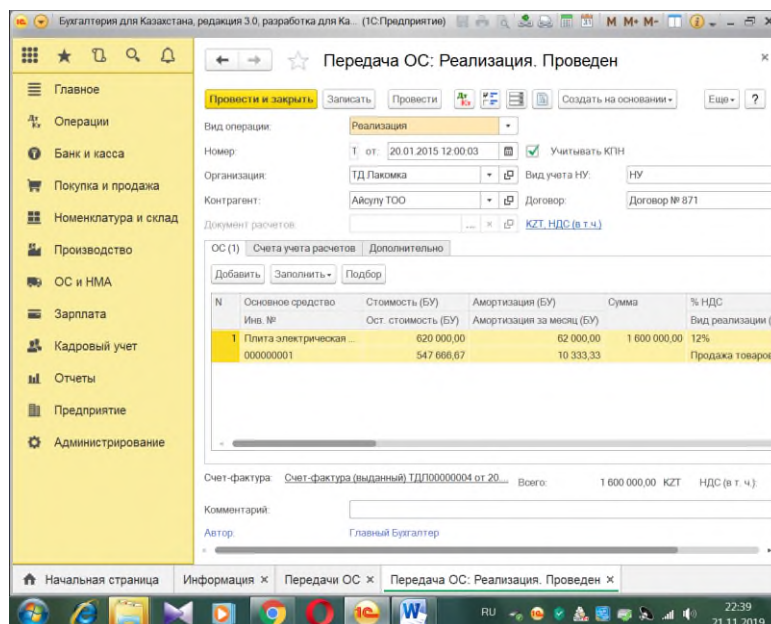 Бухгалтерия для Казахстана, редакция 3.0, разработка для Ка... (1С:Предприятие) M M+ M-
Главное
Операции
Банк и касса
Покупка и продажа
Номенклатура и склад
Производство
ОС и НМА
Зарплата
Кадровый учет
Отчеты
Предприятие
Администрирование
Передача ОС: Реализация. Проведен
Провести и закрыть Записать Провести Создать на основании Еще ?
Вид операции: Реализация
Номер: Т от: 20.01.2015 12:00:03 Учитывать КПН
Организация: ТД Лакомка Вид учета НУ: НУ
Контрагент: Айсулу ТОО Договор: Договор № 871
Документ расчетов: ... KZT, НДС (в т.ч.)
ОС (1) Счета учета расчетов Дополнительно
Добавить Заполнить Подбор
N Основное средство Стоимость (БУ) Амортизация (БУ) Сумма % НДС
Инв. № Ост. стоимость (БУ) Амортизация за месяц (БУ) Вид реализации (
1 Плита электрическая ... 620 000,00 62 000,00 1 600 000,00 12%
000000001 547 666,67 10 333,33 Продажа товаров
Счет-фактура: Счет-фактура (выданный) ТДЛ00000004 от 20.... Всего: 1 600 000,00 KZT НДС (в т. ч.):
Комментарий:
Автор: Главный Бухгалтер
Начальная страница Информация × Передачи ОС × Передача ОС: Реализация. Проведен ×
RU 22:39
21.11.2019